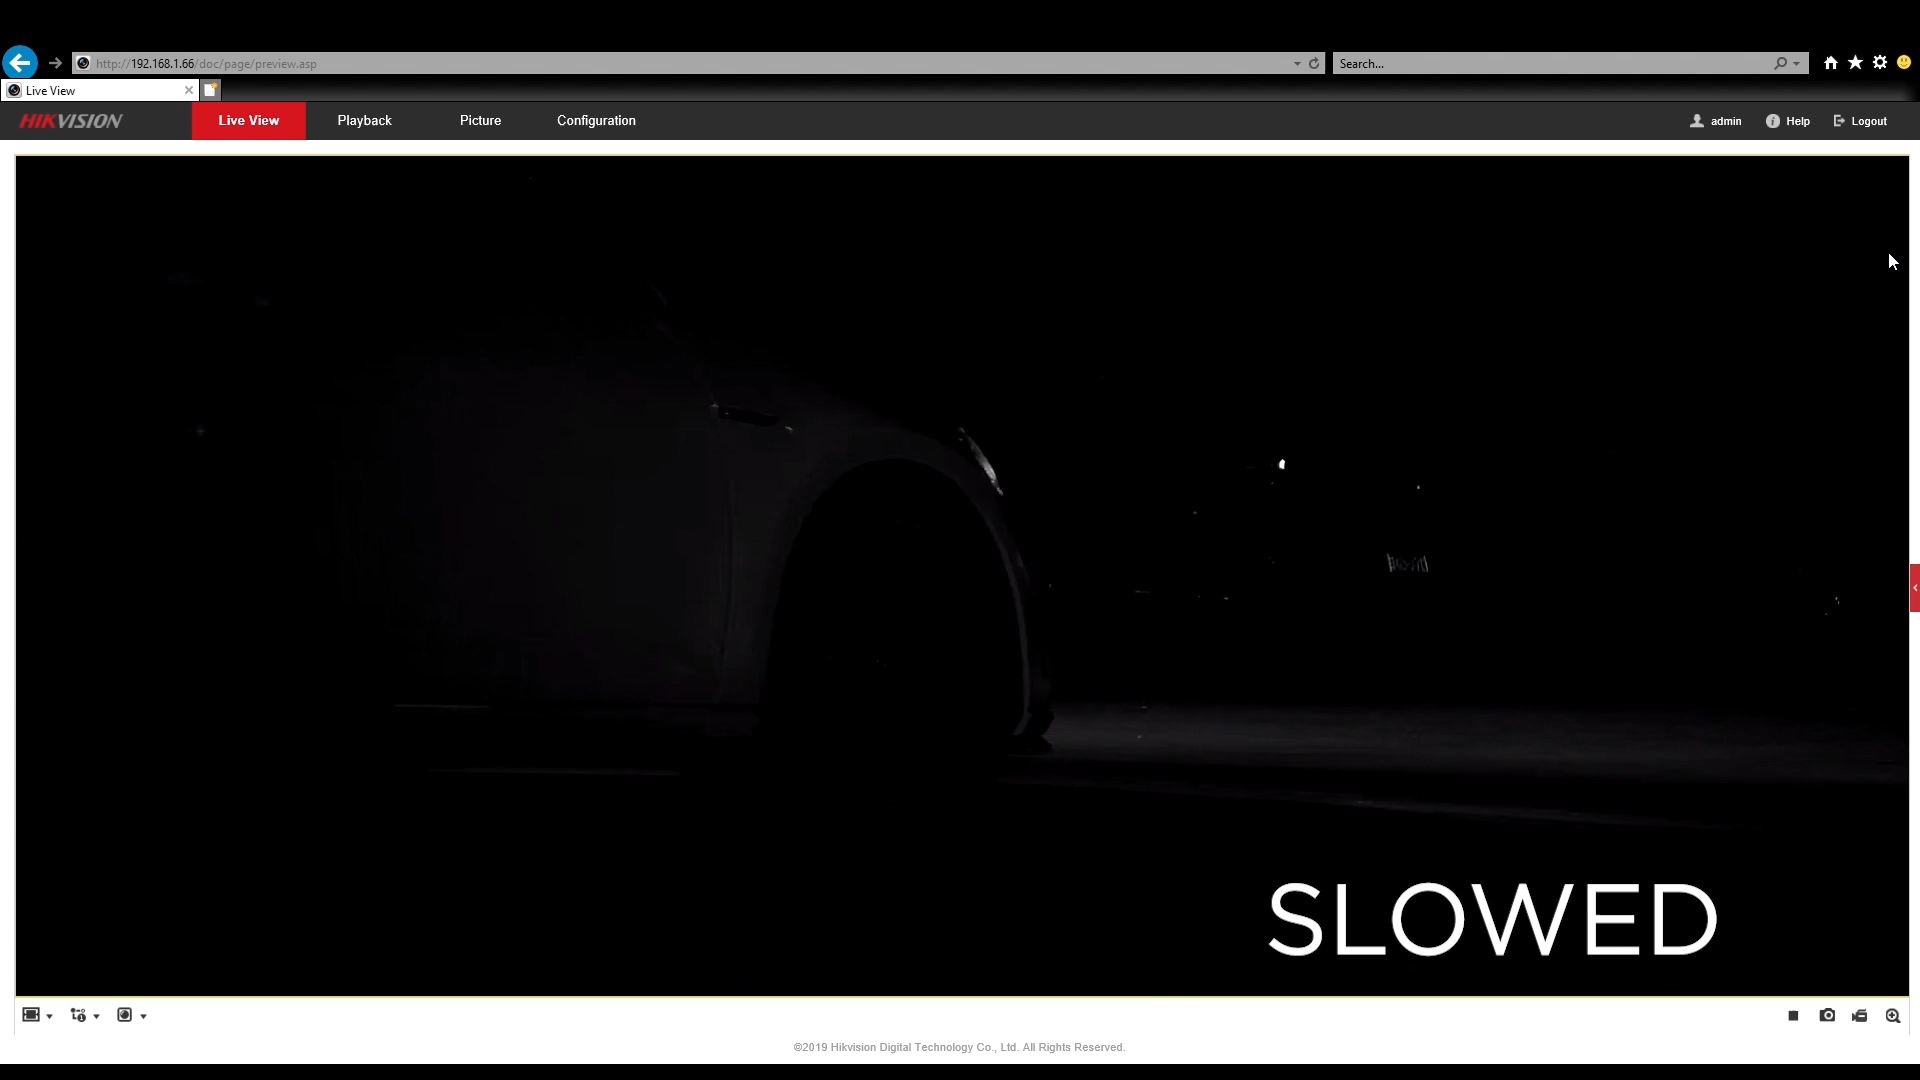 http://192.168.1.66/doc/page/preview.asp
Search...
Live View
HIKVISION
Live View
Playback
Picture
Configuration
admin
Help
Logout
SLOWED
©2019 Hikvision Digital Technology Co., Ltd. All Rights Reserved.